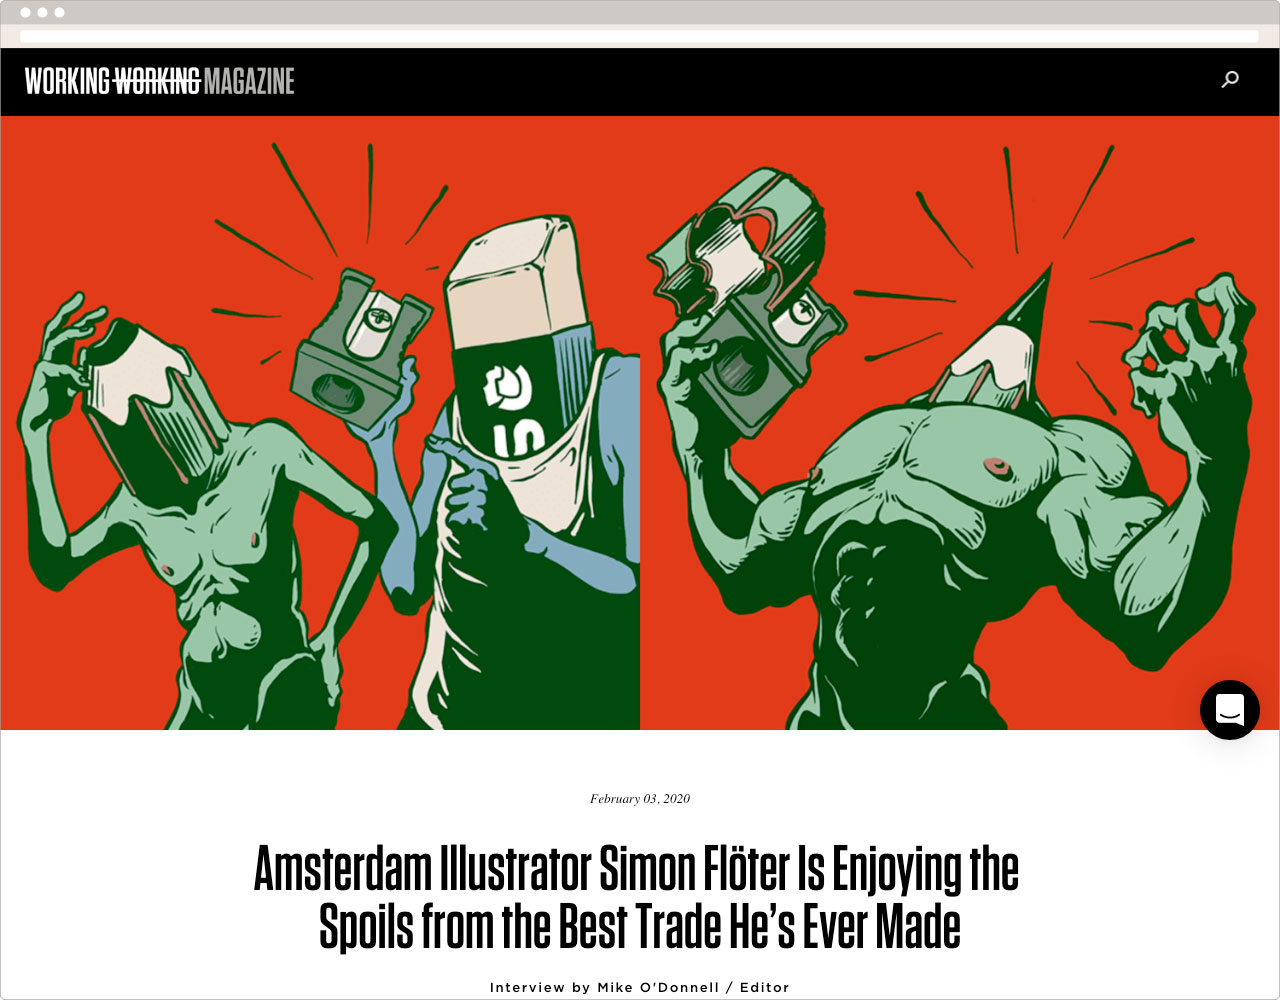 WORKING WORKING MAGAZINE
February 03, 2020
Amsterdam Illustrator Simon Flöter Is Enjoying the
Spoils from the Best Trade He’s Ever Made
Interview by Mike O'Donnell / Editor